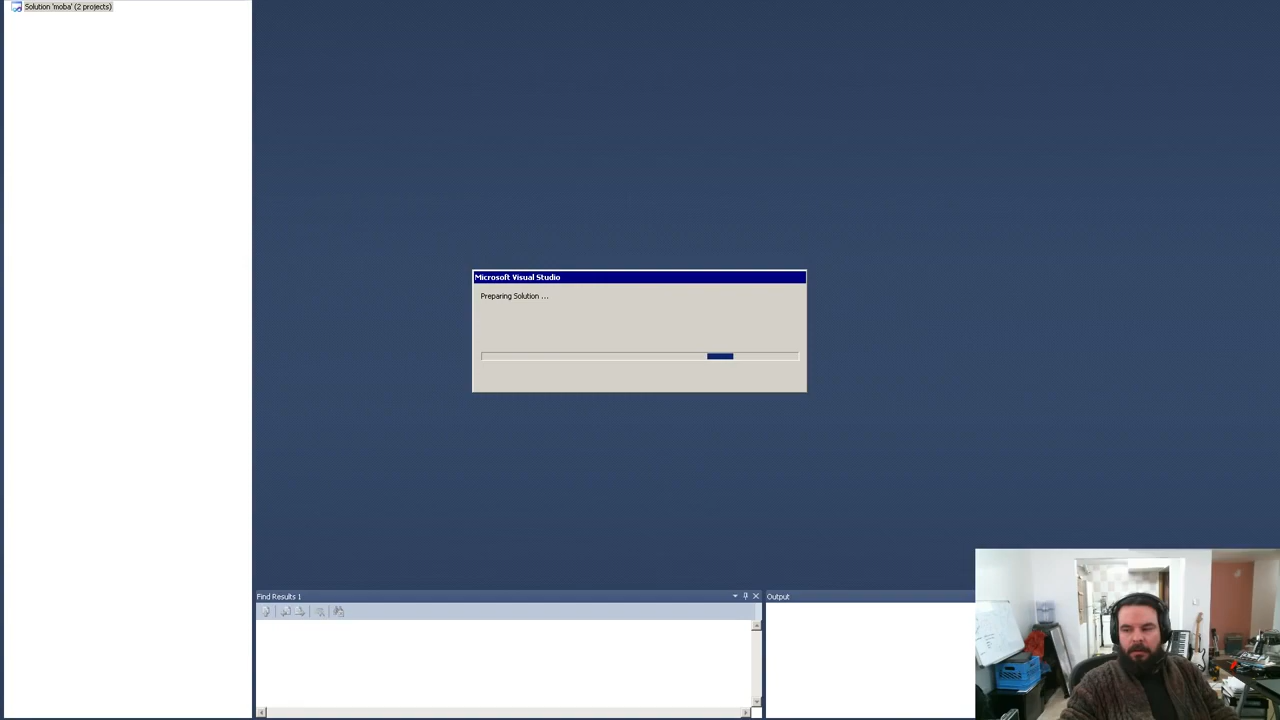 Solution 'moba' (2 projects)
Microsoft Visual Studio
Preparing Solution ...
Find Results 1
Output